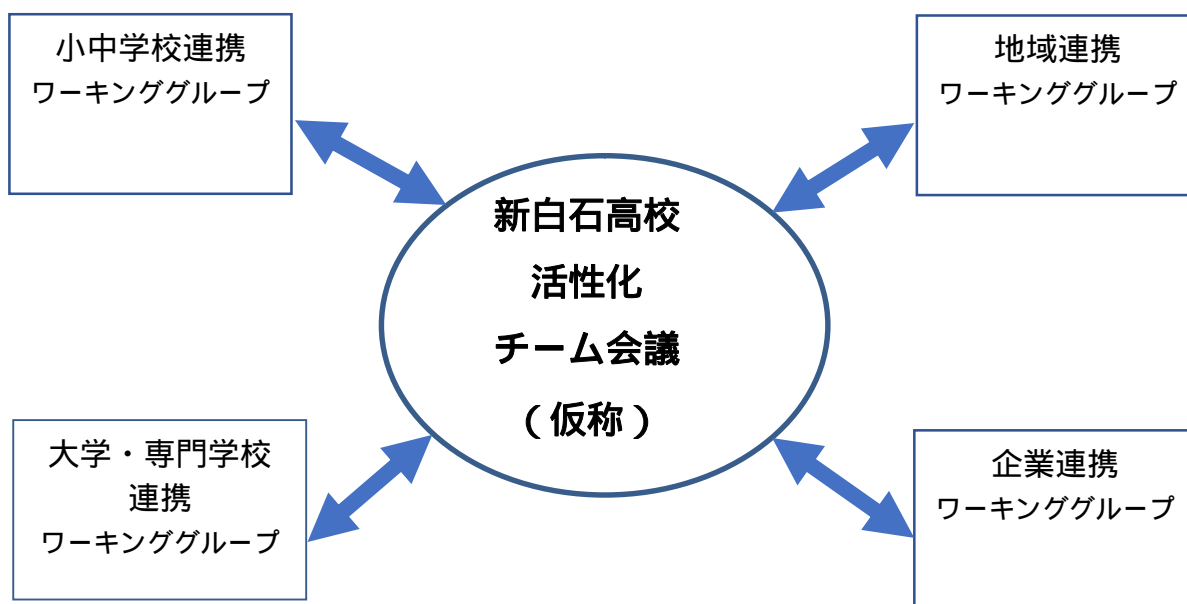 小中学校連携
ワーキンググループ
地域連携
ワーキンググループ
新白石高校
活性化
チーム会議
（仮称）
大学・専門学校
連携
ワーキンググループ
企業連携
ワーキンググループ